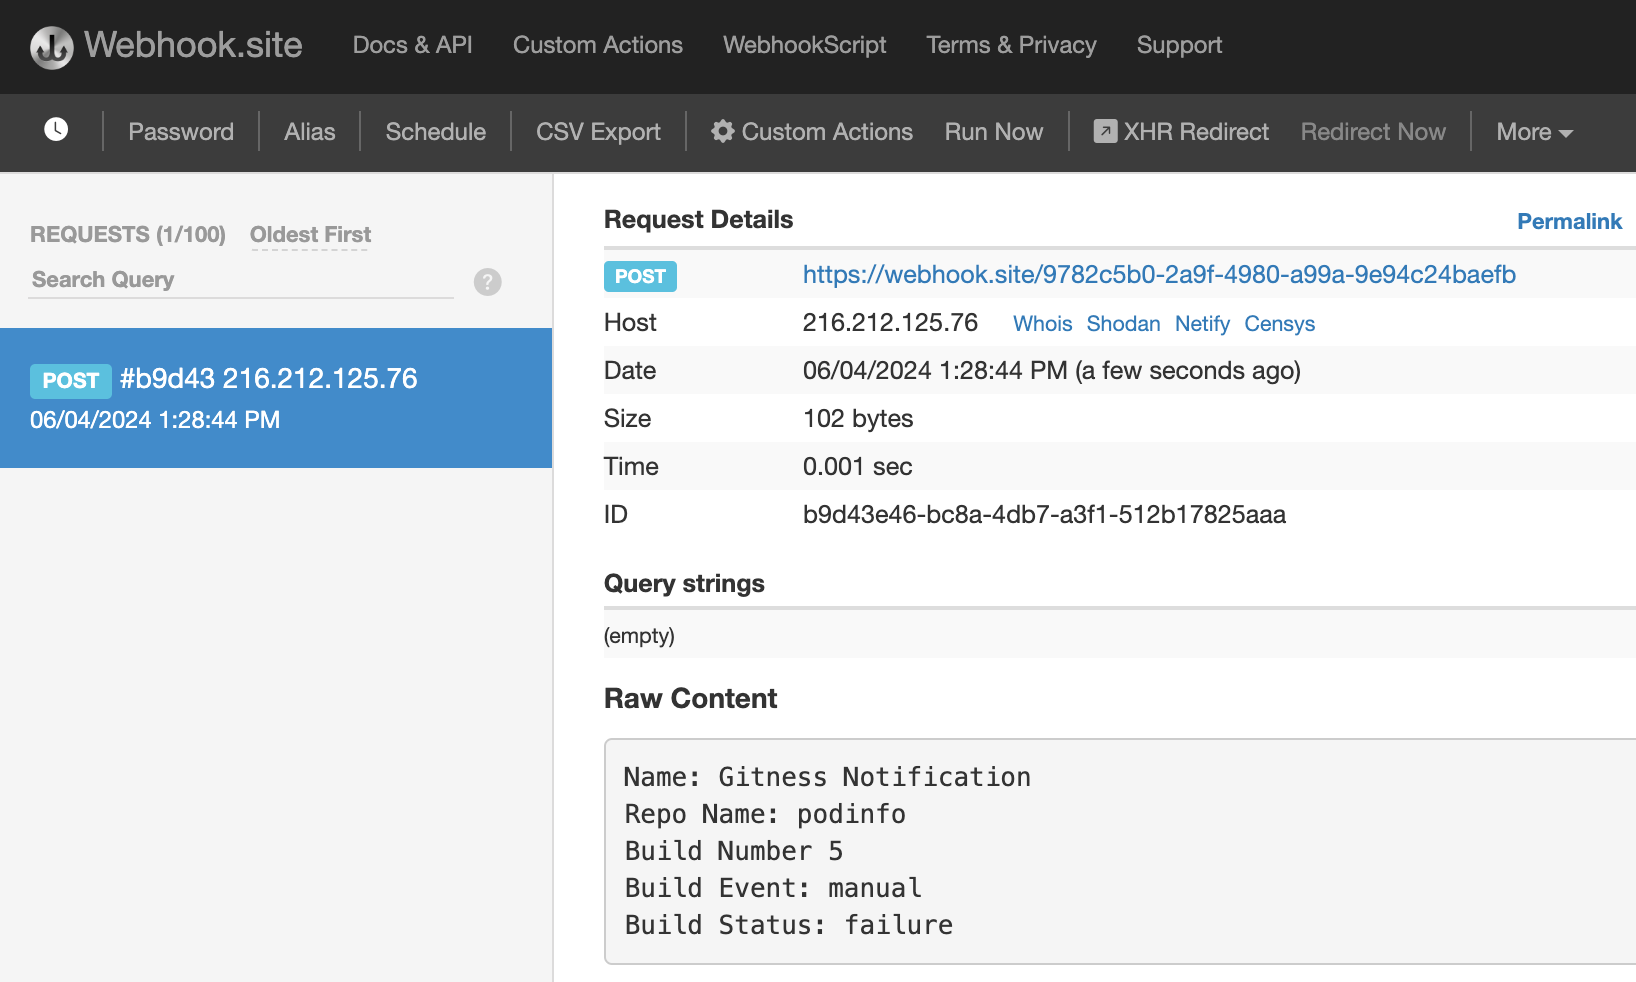 Webhook.site Docs & API Custom Actions WebhookScript Terms & Privacy Support
Password Alias Schedule CSV Export Custom Actions Run Now XHR Redirect Redirect Now More
REQUESTS (1/100) Oldest First
Search Query ?
POST #b9d43 216.212.125.76
06/04/2024 1:28:44 PM
Request Details Permalink
POST https://webhook.site/9782c5b0-2a9f-4980-a99a-9e94c24baefb
Host 216.212.125.76 Whois Shodan Netify Censys
Date 06/04/2024 1:28:44 PM (a few seconds ago)
Size 102 bytes
Time 0.001 sec
ID b9d43e46-bc8a-4db7-a3f1-512b17825aaa
Query strings
(empty)
Raw Content
Name: Gitness Notification
Repo Name: podinfo
Build Number 5
Build Event: manual
Build Status: failure